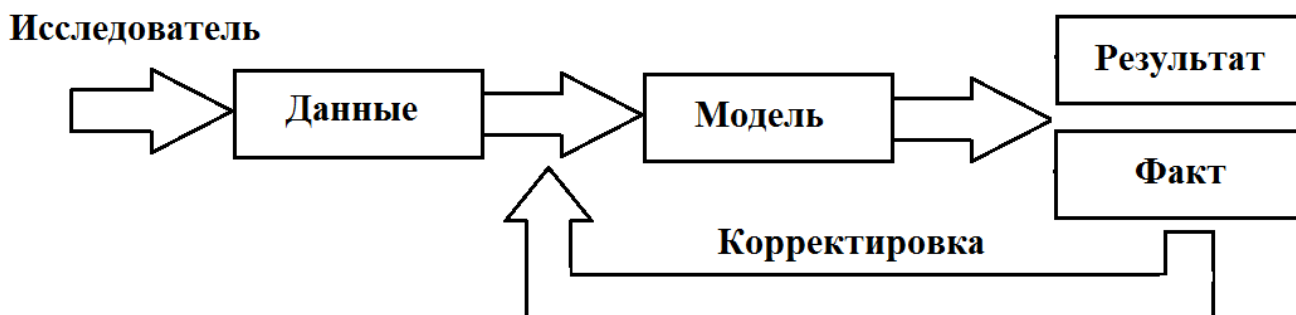 Исследователь
Данные
Модель
Результат
Факт
Корректировка